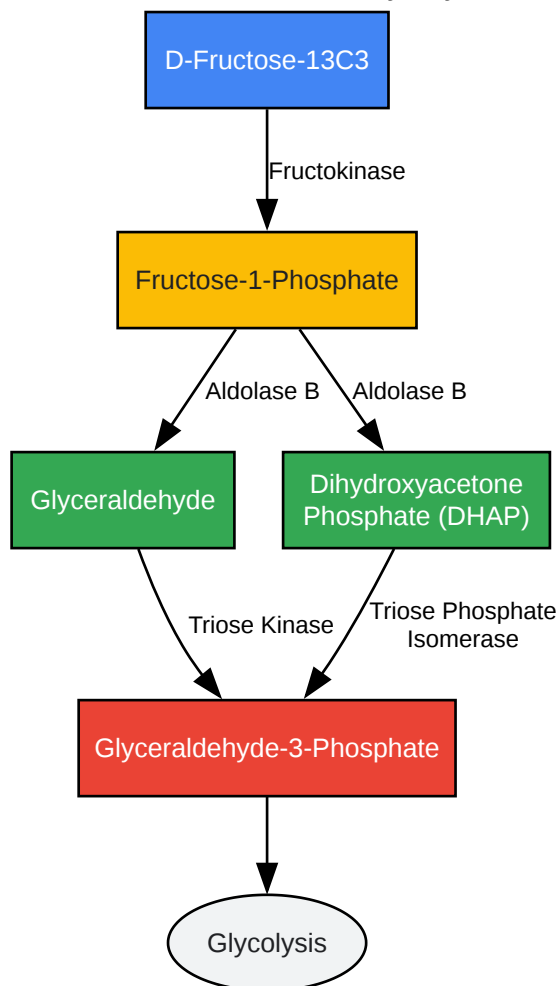 D-Fructose-13C3
Fructokinase
Fructose-1-Phosphate
Aldolase B
Aldolase B
Glyceraldehyde
Dihydroxyacetone
Phosphate (DHAP)
Triose Kinase
Triose Phosphate
Isomerase
Glyceraldehyde-3-Phosphate
Glycolysis